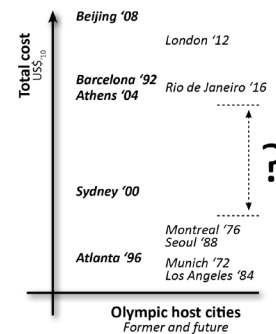 Total cost
US$'10
Beijing '08
London '12
Barcelona '92
Athens '04
Rio de Janeiro '16
?
Sydney '00
Montreal '76
Seoul '88
Atlanta '96
Munich '72
Los Angeles '84
Olympic host cities
Former and future